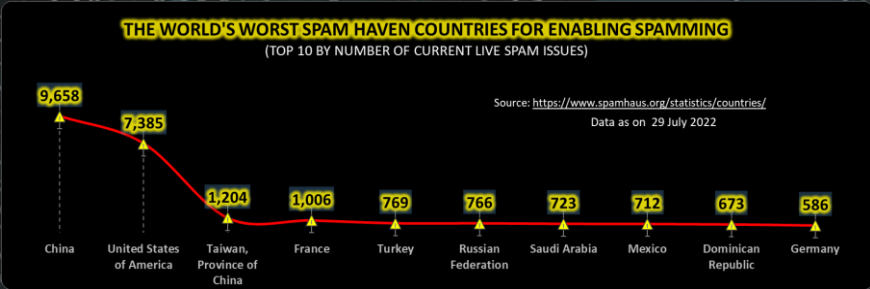 THE WORLD'S WORST SPAM HAVEN COUNTRIES FOR ENABLING SPAMMING
(TOP 10 BY NUMBER OF CURRENT LIVE SPAM ISSUES)
Source: https://www.spamhaus.org/statistics/countries/
Data as on 29 July 2022
9,658
7,385
1,204
1,006
769
766
723
712
673
586
China
United States
of America
Taiwan,
Province of
China
France
Turkey
Russian
Federation
Saudi Arabia
Mexico
Dominican
Republic
Germany